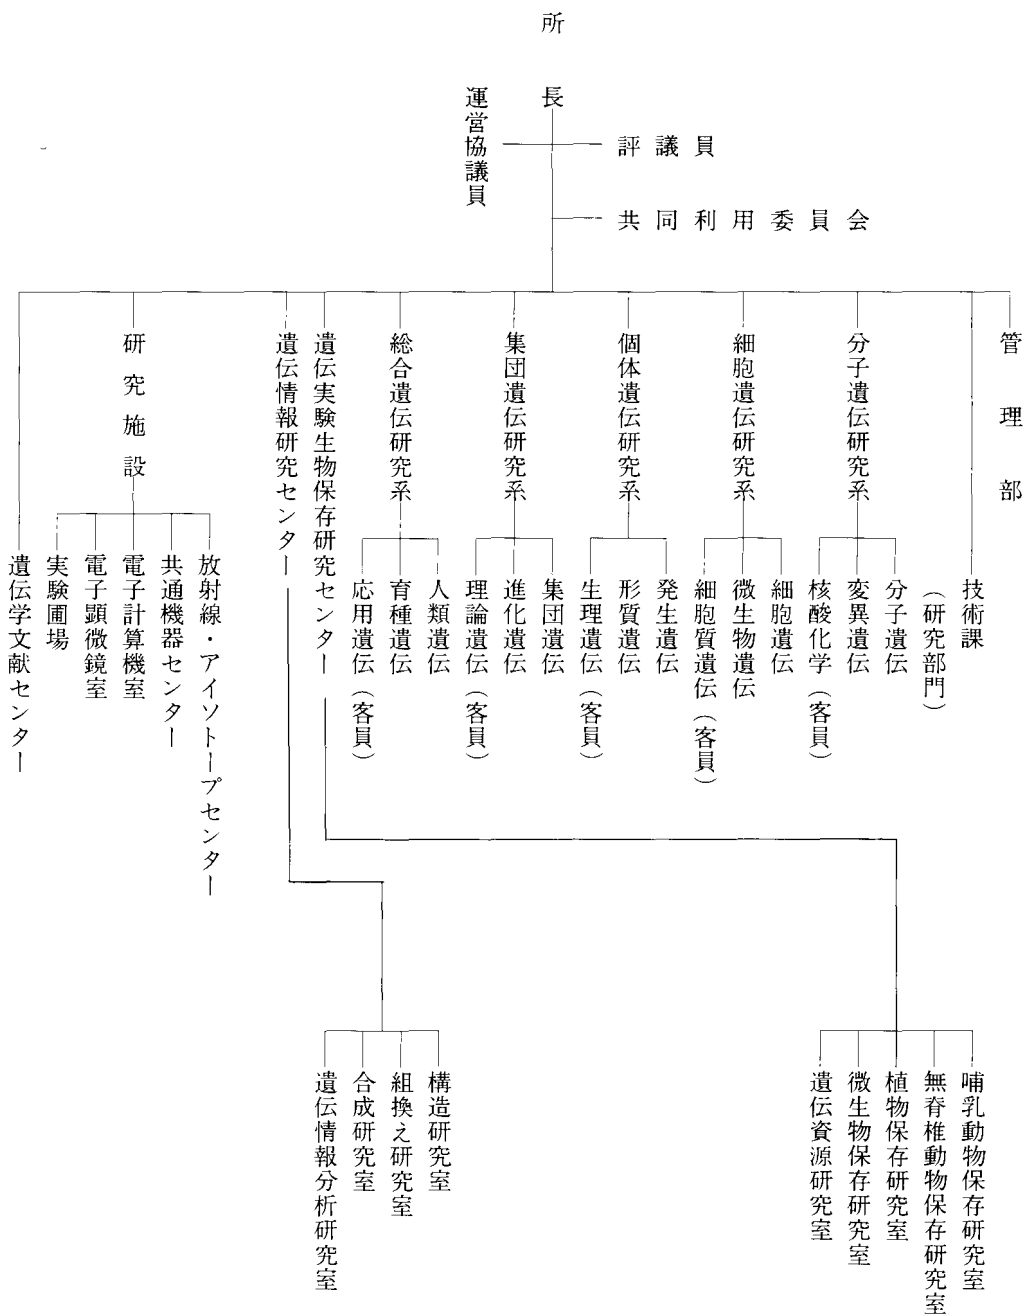 所長
運営協議員
評議員
共同利用委員会
管理部
技術課
(研究部門)
分子遺伝研究系
分子遺伝
変異遺伝
核酸化学(客員)
細胞遺伝研究系
細胞遺伝
微生物遺伝
細胞質遺伝(客員)
個体遺伝研究系
発生遺伝
形質遺伝
生理遺伝(客員)
集団遺伝研究系
集団遺伝
進化遺伝
理論遺伝(客員)
総合遺伝研究系
人類遺伝
育種遺伝
応用遺伝(客員)
遺伝実験生物保存研究センター
哺乳動物保存研究室
無脊椎動物保存研究室
植物保存研究室
微生物保存研究室
遺伝資源研究室
遺伝情報研究センター
構造研究室
組換え研究室
合成研究室
遺伝情報分析研究室
研究施設
放射線・アイソトープセンター
共通機器センター
電子計算機室
電子顕微鏡室
実験圃場
遺伝学文献センター